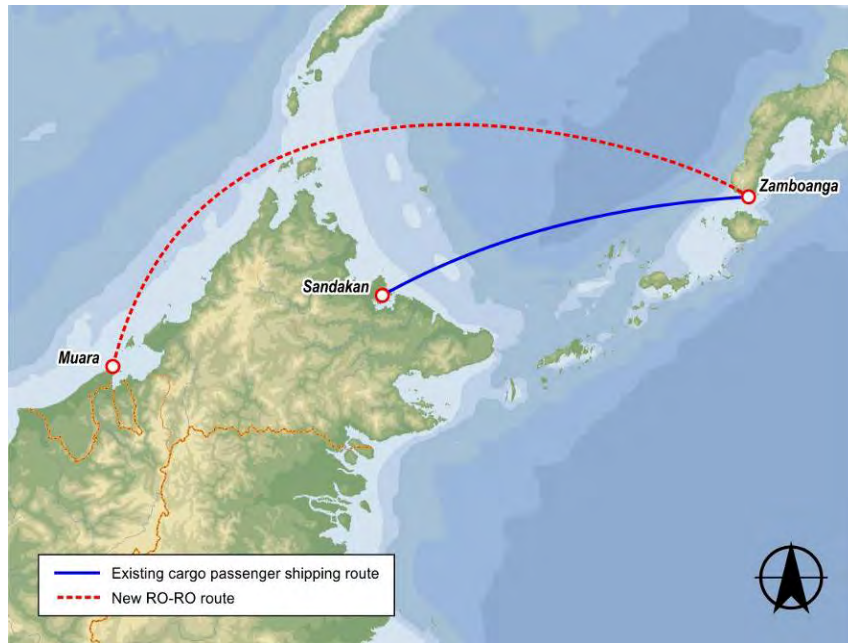 Zamboanga
Sandakan
Muara
Existing cargo passenger shipping route
New RO-RO route